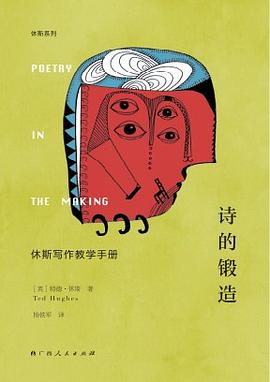 休斯系列
POETRY
IN
THE MAKING
诗的锻造
休斯写作教学手册
［英］特德·休斯 著
Ted Hughes
杨铁军 译
广西人民出版社